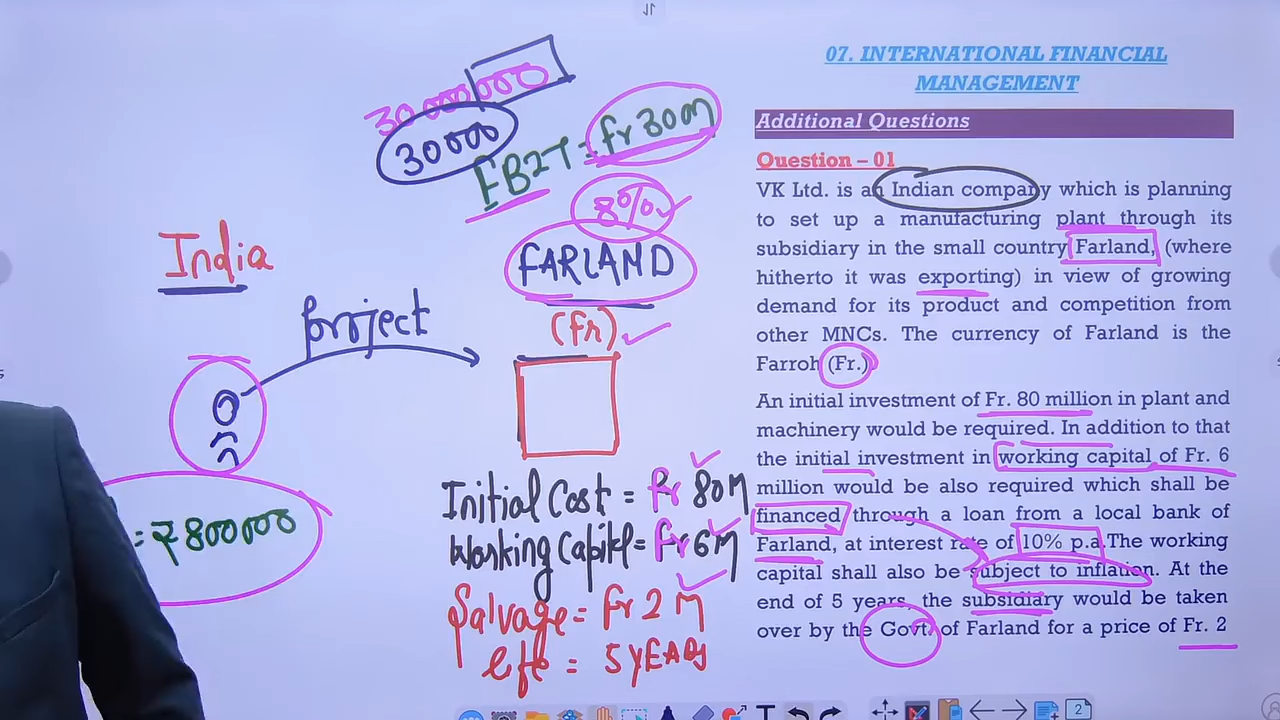 30 000 000
30000
EBIT = Fr 30M
8%
India
FARLAND
Project
(Fr)
= ₹800000
Initial Cost = Fr 80M
Working Capitel = Fr 6M
Salvage = Fr 2 M
life = 5 YEARS
07. INTERNATIONAL FINANCIAL
MANAGEMENT
Additional Questions
Question – 01
VK Ltd. is an Indian company which is planning
to set up a manufacturing plant through its
subsidiary in the small country Farland, (where
hitherto it was exporting) in view of growing
demand for its product and competition from
other MNCs. The currency of Farland is the
Farroh (Fr.)
An initial investment of Fr. 80 million in plant and
machinery would be required. In addition to that
the initial investment in working capital of Fr. 6
million would be also required which shall be
financed through a loan from a local bank of
Farland, at interest rate of 10% p.a. The working
capital shall also be subject to inflation. At the
end of 5 years, the subsidiary would be taken
over by the Govt. of Farland for a price of Fr. 2
2